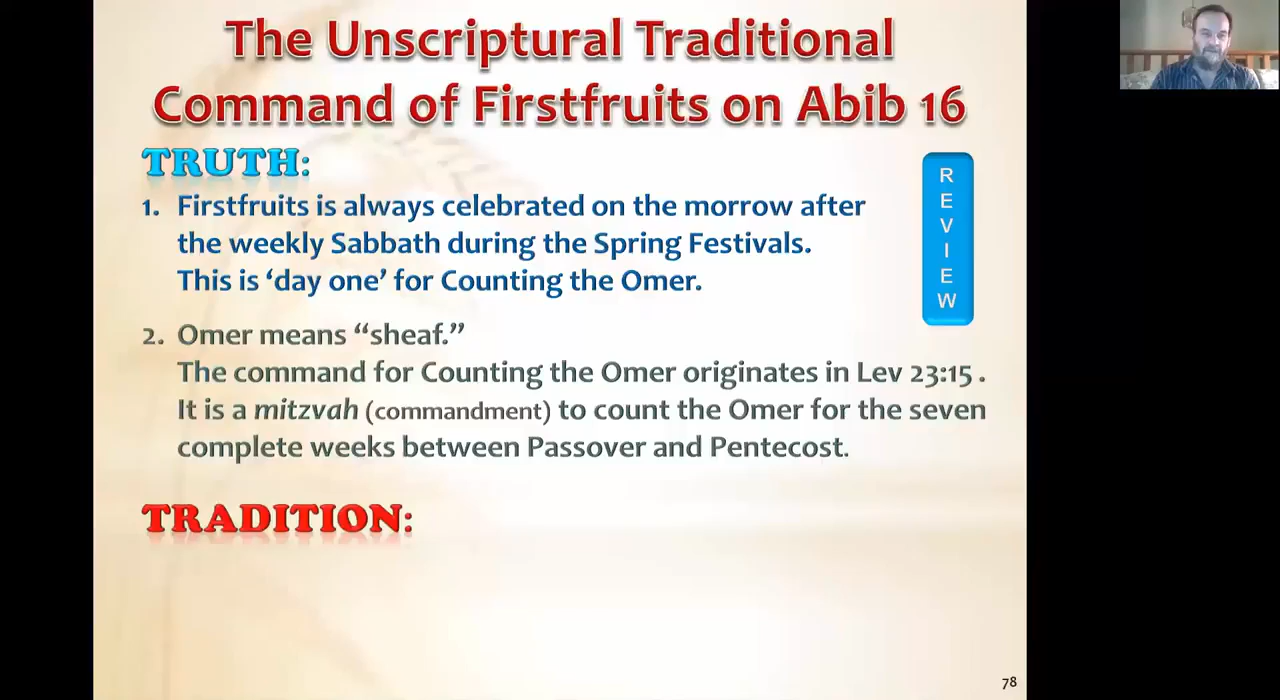 The Unscriptural Traditional
Command of Firstfruits on Abib 16
TRUTH:
1. Firstfruits is always celebrated on the morrow after
the weekly Sabbath during the Spring Festivals.
This is ‘day one’ for Counting the Omer.
REVIEW
2. Omer means “sheaf.”
The command for Counting the Omer originates in Lev 23:15 .
It is a mitzvah (commandment) to count the Omer for the seven
complete weeks between Passover and Pentecost.
TRADITION:
78